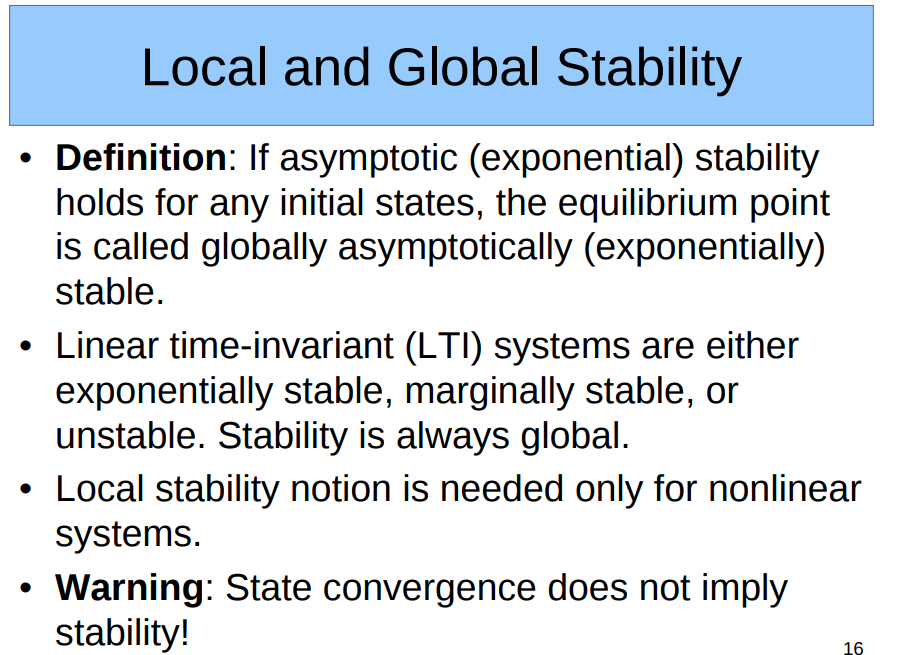 Local and Global Stability
• Definition: If asymptotic (exponential) stability
holds for any initial states, the equilibrium point
is called globally asymptotically (exponentially)
stable.
• Linear time-invariant (LTI) systems are either
exponentially stable, marginally stable, or
unstable. Stability is always global.
• Local stability notion is needed only for nonlinear
systems.
• Warning: State convergence does not imply
stability!
16